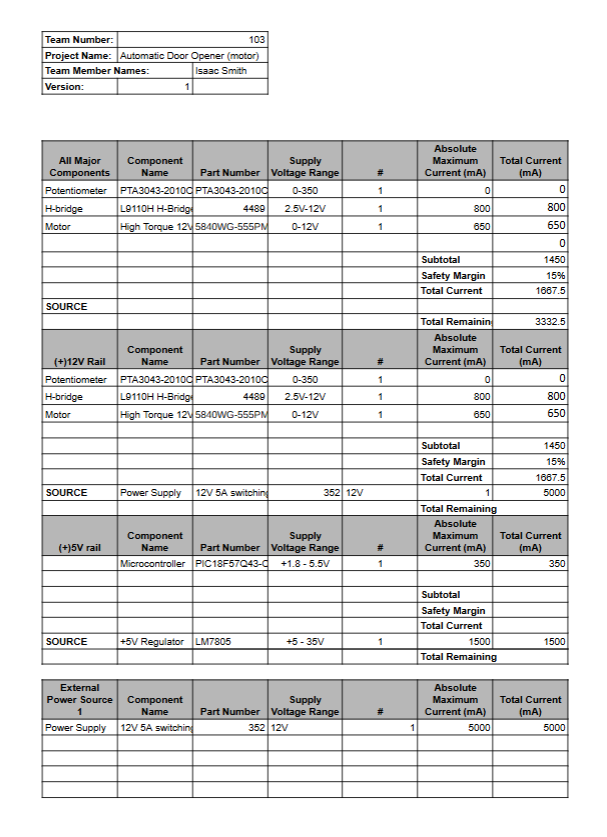 Team Number: 103
Project Name: Automatic Door Opener (motor)
Team Member Names: Isaac Smith
Version: 1
All Major Components Component Name Part Number Supply Voltage Range # Absolute Maximum Current (mA) Total Current (mA)
Potentiometer PTA3043-2010C PTA3043-2010C 0-350 1 0 0
H-bridge L9110H H-Bridge 4489 2.5V-12V 1 800 800
Motor High Torque 12V 5840WG-555PM 0-12V 1 650 650
0
Subtotal 1450
Safety Margin 15%
Total Current 1667.5
SOURCE
Total Remainin 3332.5
(+)12V Rail Component Name Part Number Supply Voltage Range # Absolute Maximum Current (mA) Total Current (mA)
Potentiometer PTA3043-2010C PTA3043-2010C 0-350 1 0 0
H-bridge L9110H H-Bridge 4489 2.5V-12V 1 800 800
Motor High Torque 12V 5840WG-555PM 0-12V 1 650 650
Subtotal 1450
Safety Margin 15%
Total Current 1667.5
SOURCE Power Supply 12V 5A switching 352 12V 1 5000
Total Remaining
(+)5V rail Component Name Part Number Supply Voltage Range # Absolute Maximum Current (mA) Total Current (mA)
Microcontroller PIC18F57Q43-C +1.8 - 5.5V 1 350 350
Subtotal
Safety Margin
Total Current
SOURCE +5V Regulator LM7805 +5 - 35V 1 1500 1500
Total Remaining
External Power Source 1 Component Name Part Number Supply Voltage Range # Absolute Maximum Current (mA) Total Current (mA)
Power Supply 12V 5A switching 352 12V 1 5000 5000